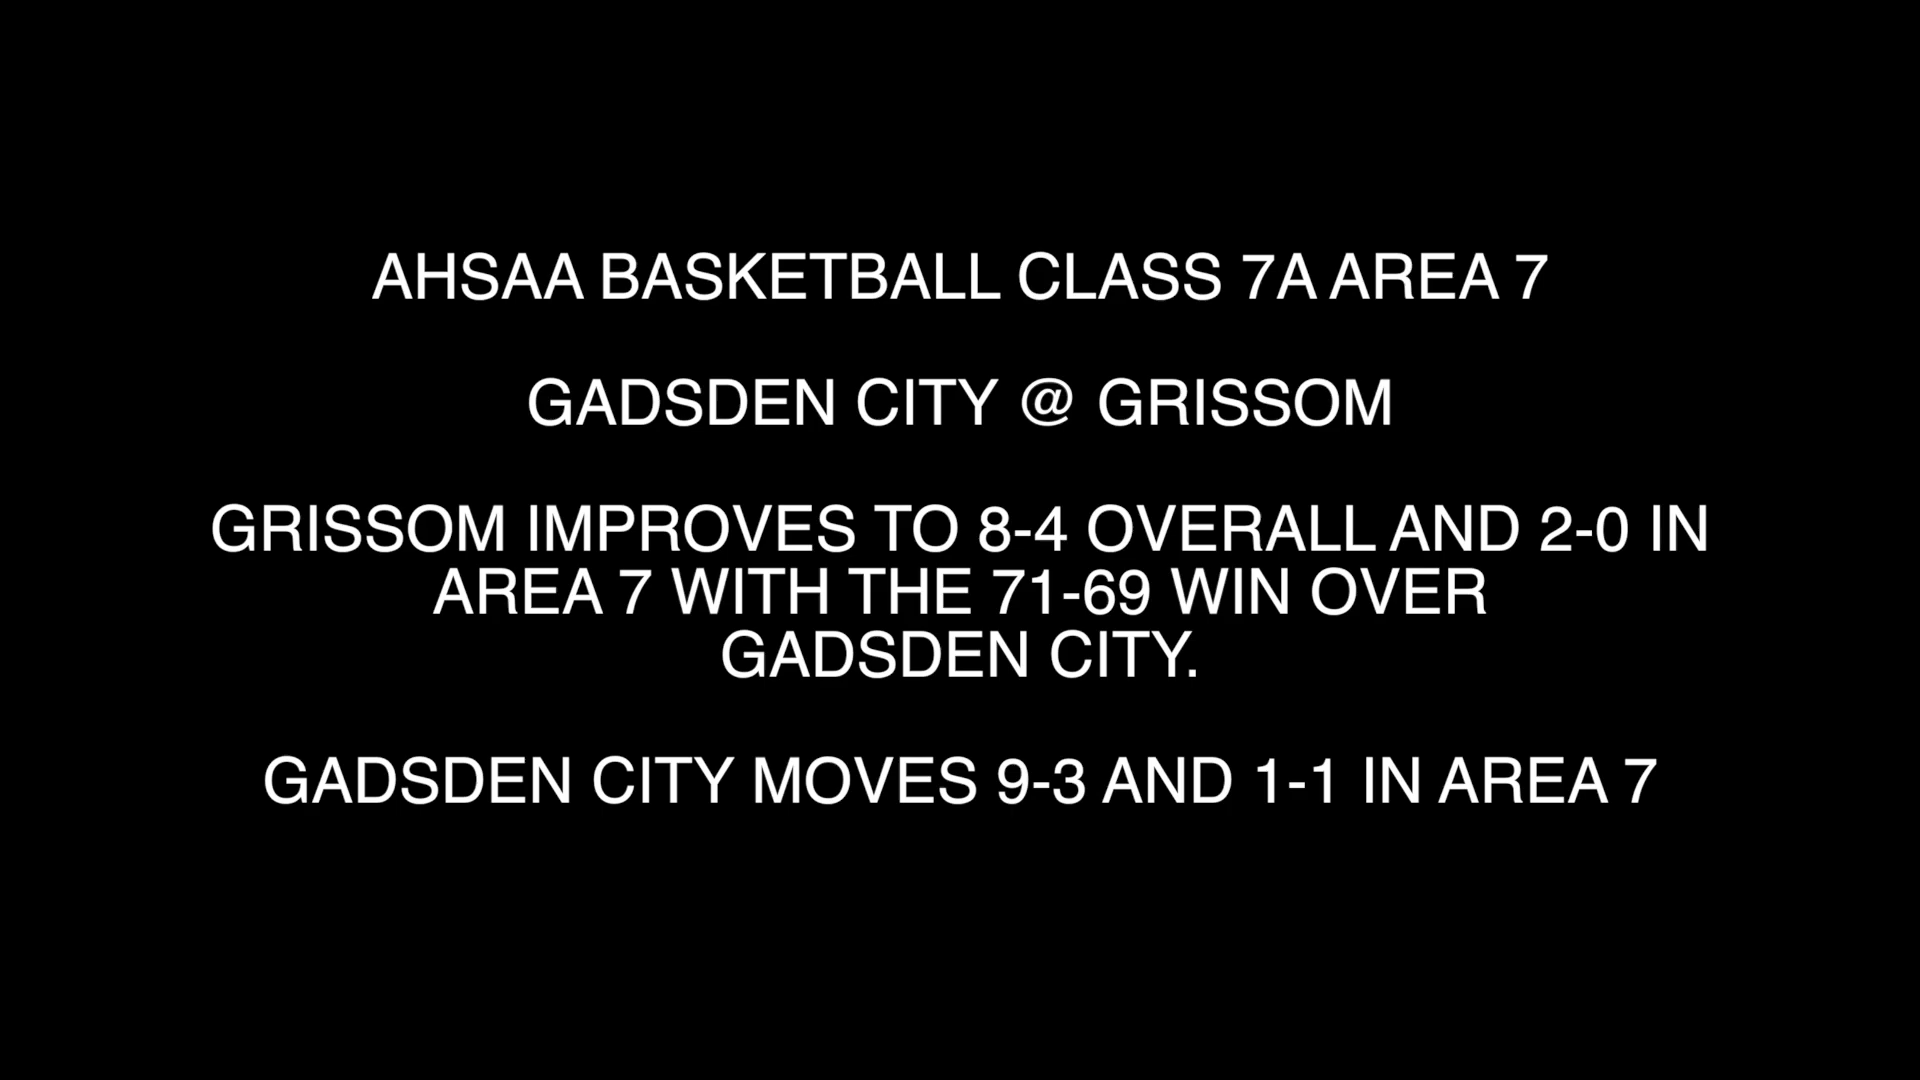 AHSAA BASKETBALL CLASS 7A AREA 7
GADSDEN CITY @ GRISSOM
GRISSOM IMPROVES TO 8-4 OVERALL AND 2-0 IN
AREA 7 WITH THE 71-69 WIN OVER
GADSDEN CITY.
GADSDEN CITY MOVES 9-3 AND 1-1 IN AREA 7